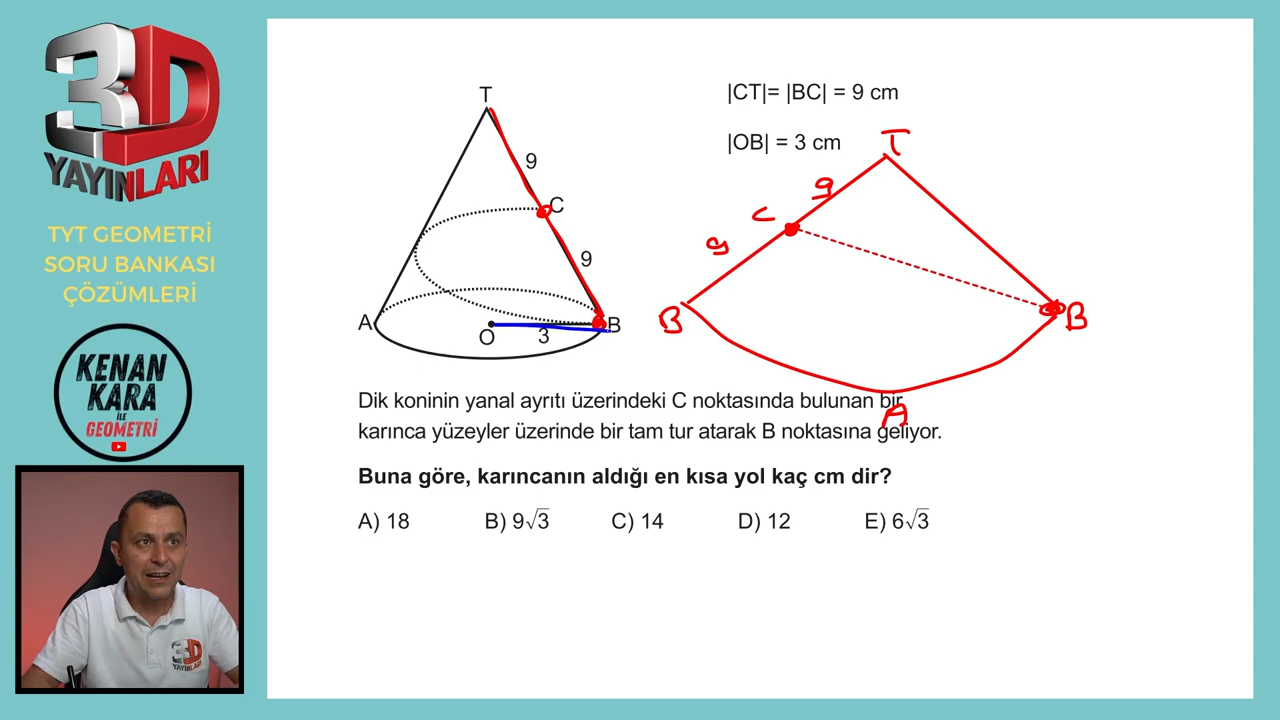 3D
YAYINLARI
TYT GEOMETRİ
SORU BANKASI
ÇÖZÜMLERİ
KENAN
KARA
İLE
GEOMETRİ
3D
YAYINLARI
T
9
C
9
A
O
3
B
|CT|= |BC| = 9 cm
|OB| = 3 cm
T
9
C
9
B
B
A
Dik koninin yanal ayrıtı üzerindeki C noktasında bulunan bir
karınca yüzeyler üzerinde bir tam tur atarak B noktasına geliyor.
Buna göre, karıncanın aldığı en kısa yol kaç cm dir?
A) 18 B) 9√3 C) 14 D) 12 E) 6√3